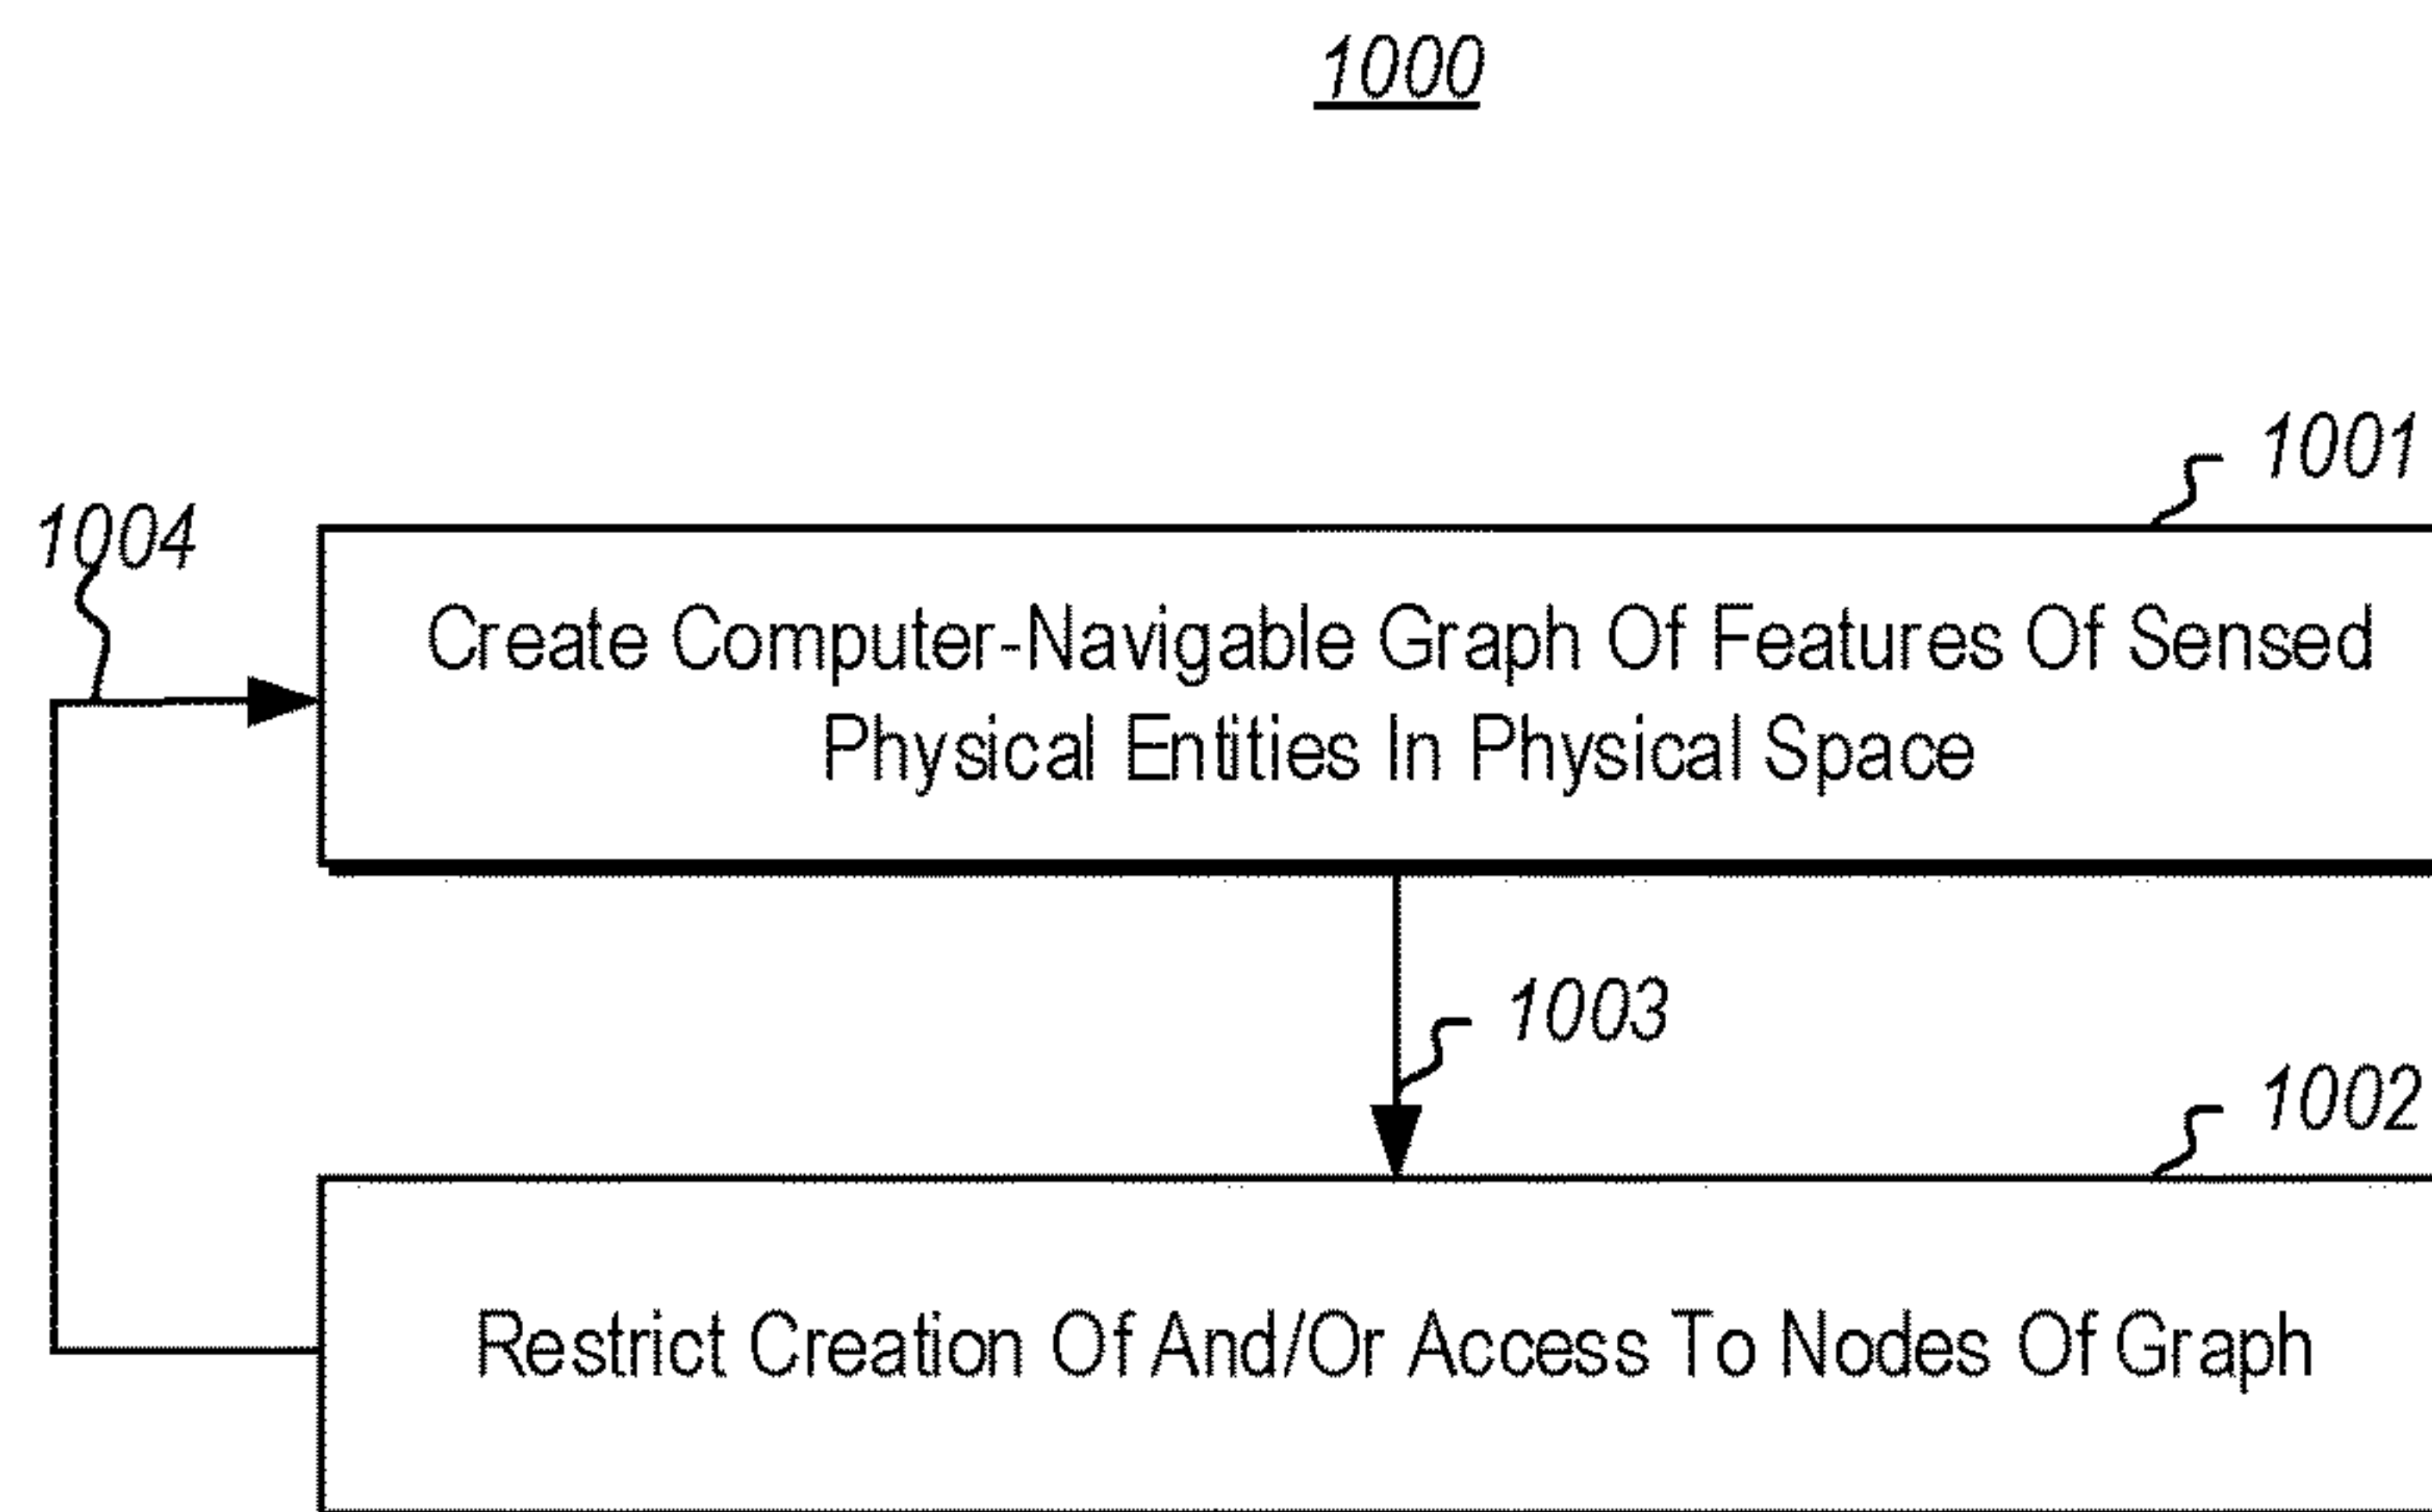 1000
1001
1004
Create Computer-Navigable Graph Of Features Of Sensed
Physical Entities In Physical Space
1003
1002
Restrict Creation Of And/Or Access To Nodes Of Graph